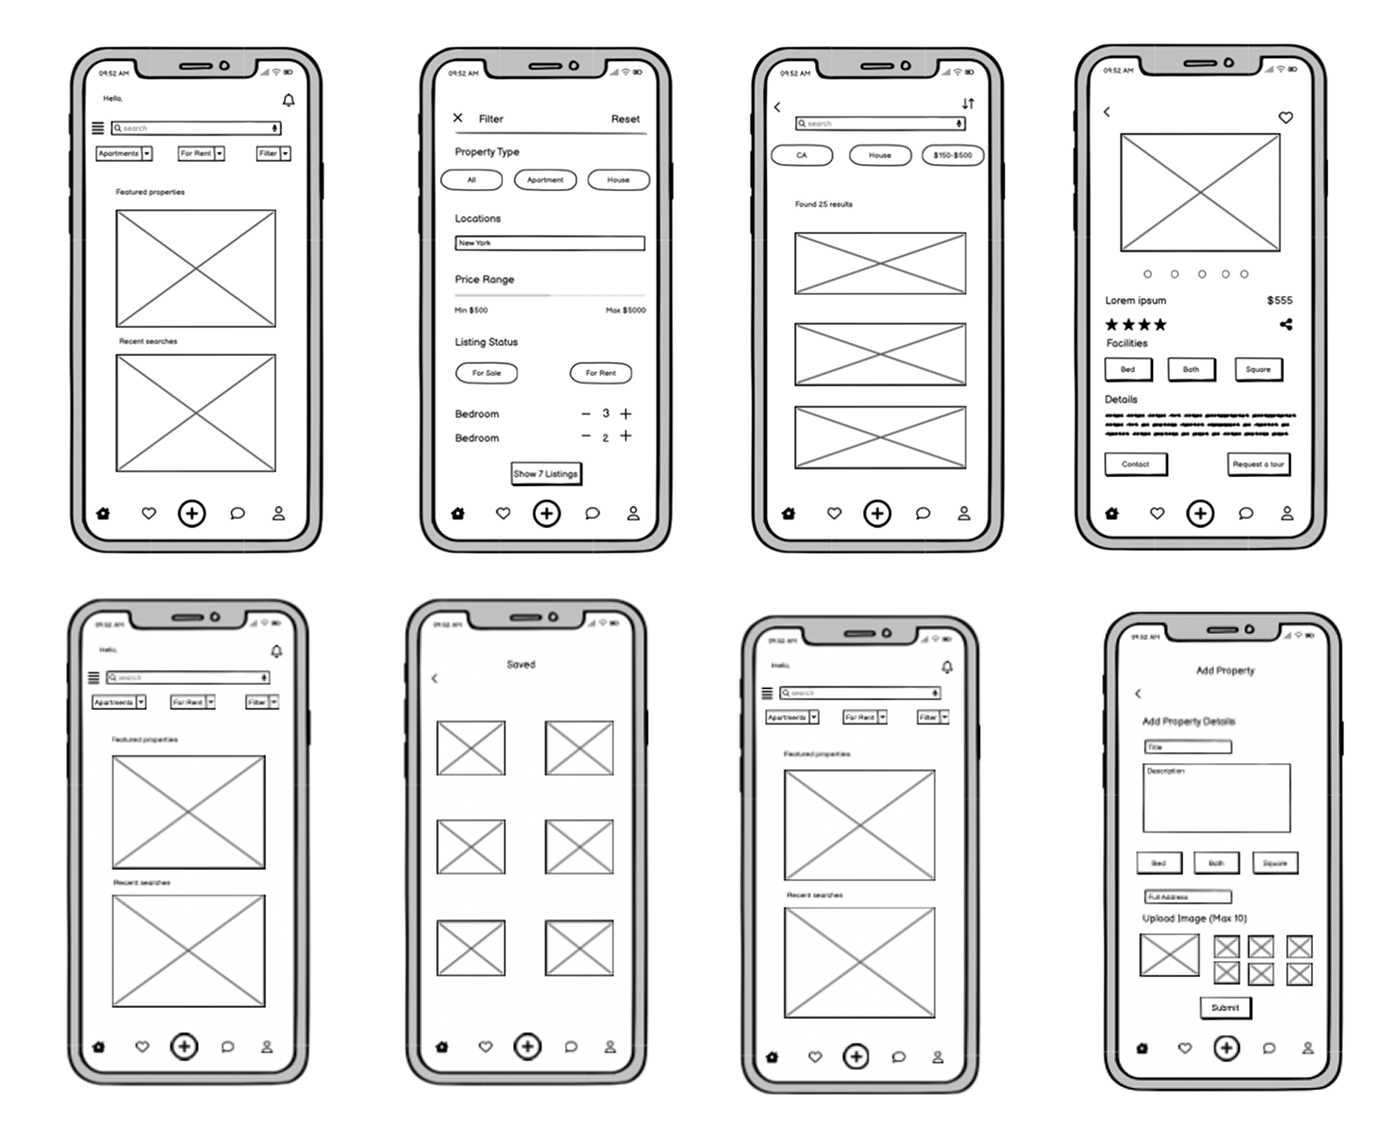 09:52 AM
Hello,
search
Apartments For Rent Filter
Featured properties
Recent searches
09:52 AM
Filter Reset
Property Type
All Apartment House
Locations
New York
Price Range
Min $500 Max $5000
Listing Status
For Sale For Rent
Bedroom − 3 +
Bedroom − 2 +
Show 7 Listings
09:52 AM
search
CA House $150-$500
Found 25 results
09:52 AM
Lorem ipsum $555
Facilities
Bed Bath Square
Details
Contact Request a tour
09:52 AM
Hello,
search
Apartments For Rent Filter
Featured properties
Recent searches
09:52 AM
Saved
09:52 AM
Hello,
search
Apartments For Rent Filter
Featured properties
Recent searches
09:52 AM
Add Property
Add Property Details
Title
Description
Bed Bath Square
Full Address
Upload Image (Max 10)
Submit